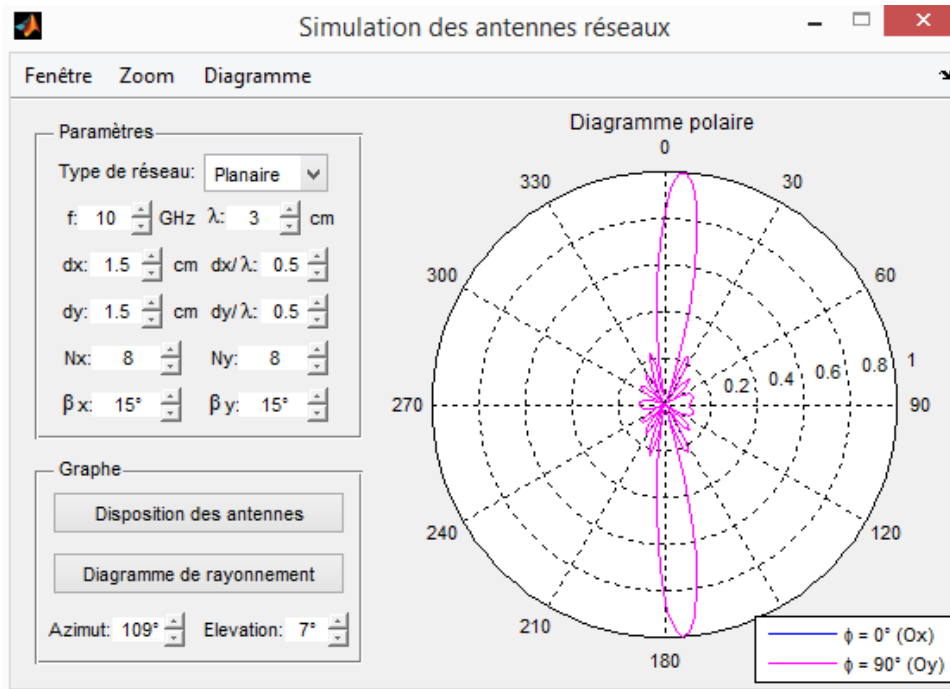 Simulation des antennes réseaux
Fenêtre Zoom Diagramme
Paramètres
Type de réseau: Planaire
f: 10 GHz λ: 3 cm
dx: 1.5 cm dx/λ: 0.5
dy: 1.5 cm dy/λ: 0.5
Nx: 8 Ny: 8
βx: 15° βy: 15°
Graphe
Disposition des antennes
Diagramme de rayonnement
Azimut: 109° Elevation: 7°
Diagramme polaire
0
330 30
300 60
1
0.2 0.4 0.6 0.8
270 90
240 120
210
180
ϕ = 0° (Ox)
ϕ = 90° (Oy)